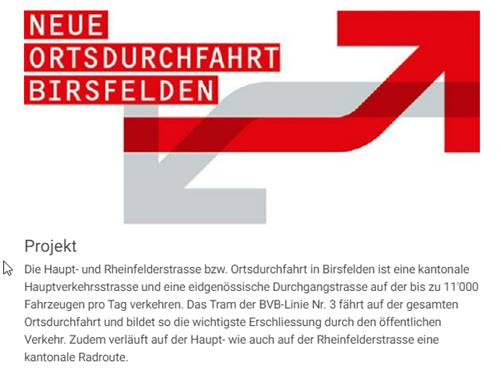 NEUE
ORTSDURCHFAHRT
BIRSFELDEN
Projekt
Die Haupt- und Rheinfelderstrasse bzw. Ortsdurchfahrt in Birsfelden ist eine kantonale
Hauptverkehrsstrasse und eine eidgenössische Durchgangstrasse auf der bis zu 11'000
Fahrzeugen pro Tag verkehren. Das Tram der BVB-Linie Nr. 3 fährt auf der gesamten
Ortsdurchfahrt und bildet so die wichtigste Erschliessung durch den öffentlichen
Verkehr. Zudem verläuft auf der Haupt- wie auch auf der Rheinfelderstrasse eine
kantonale Radroute.